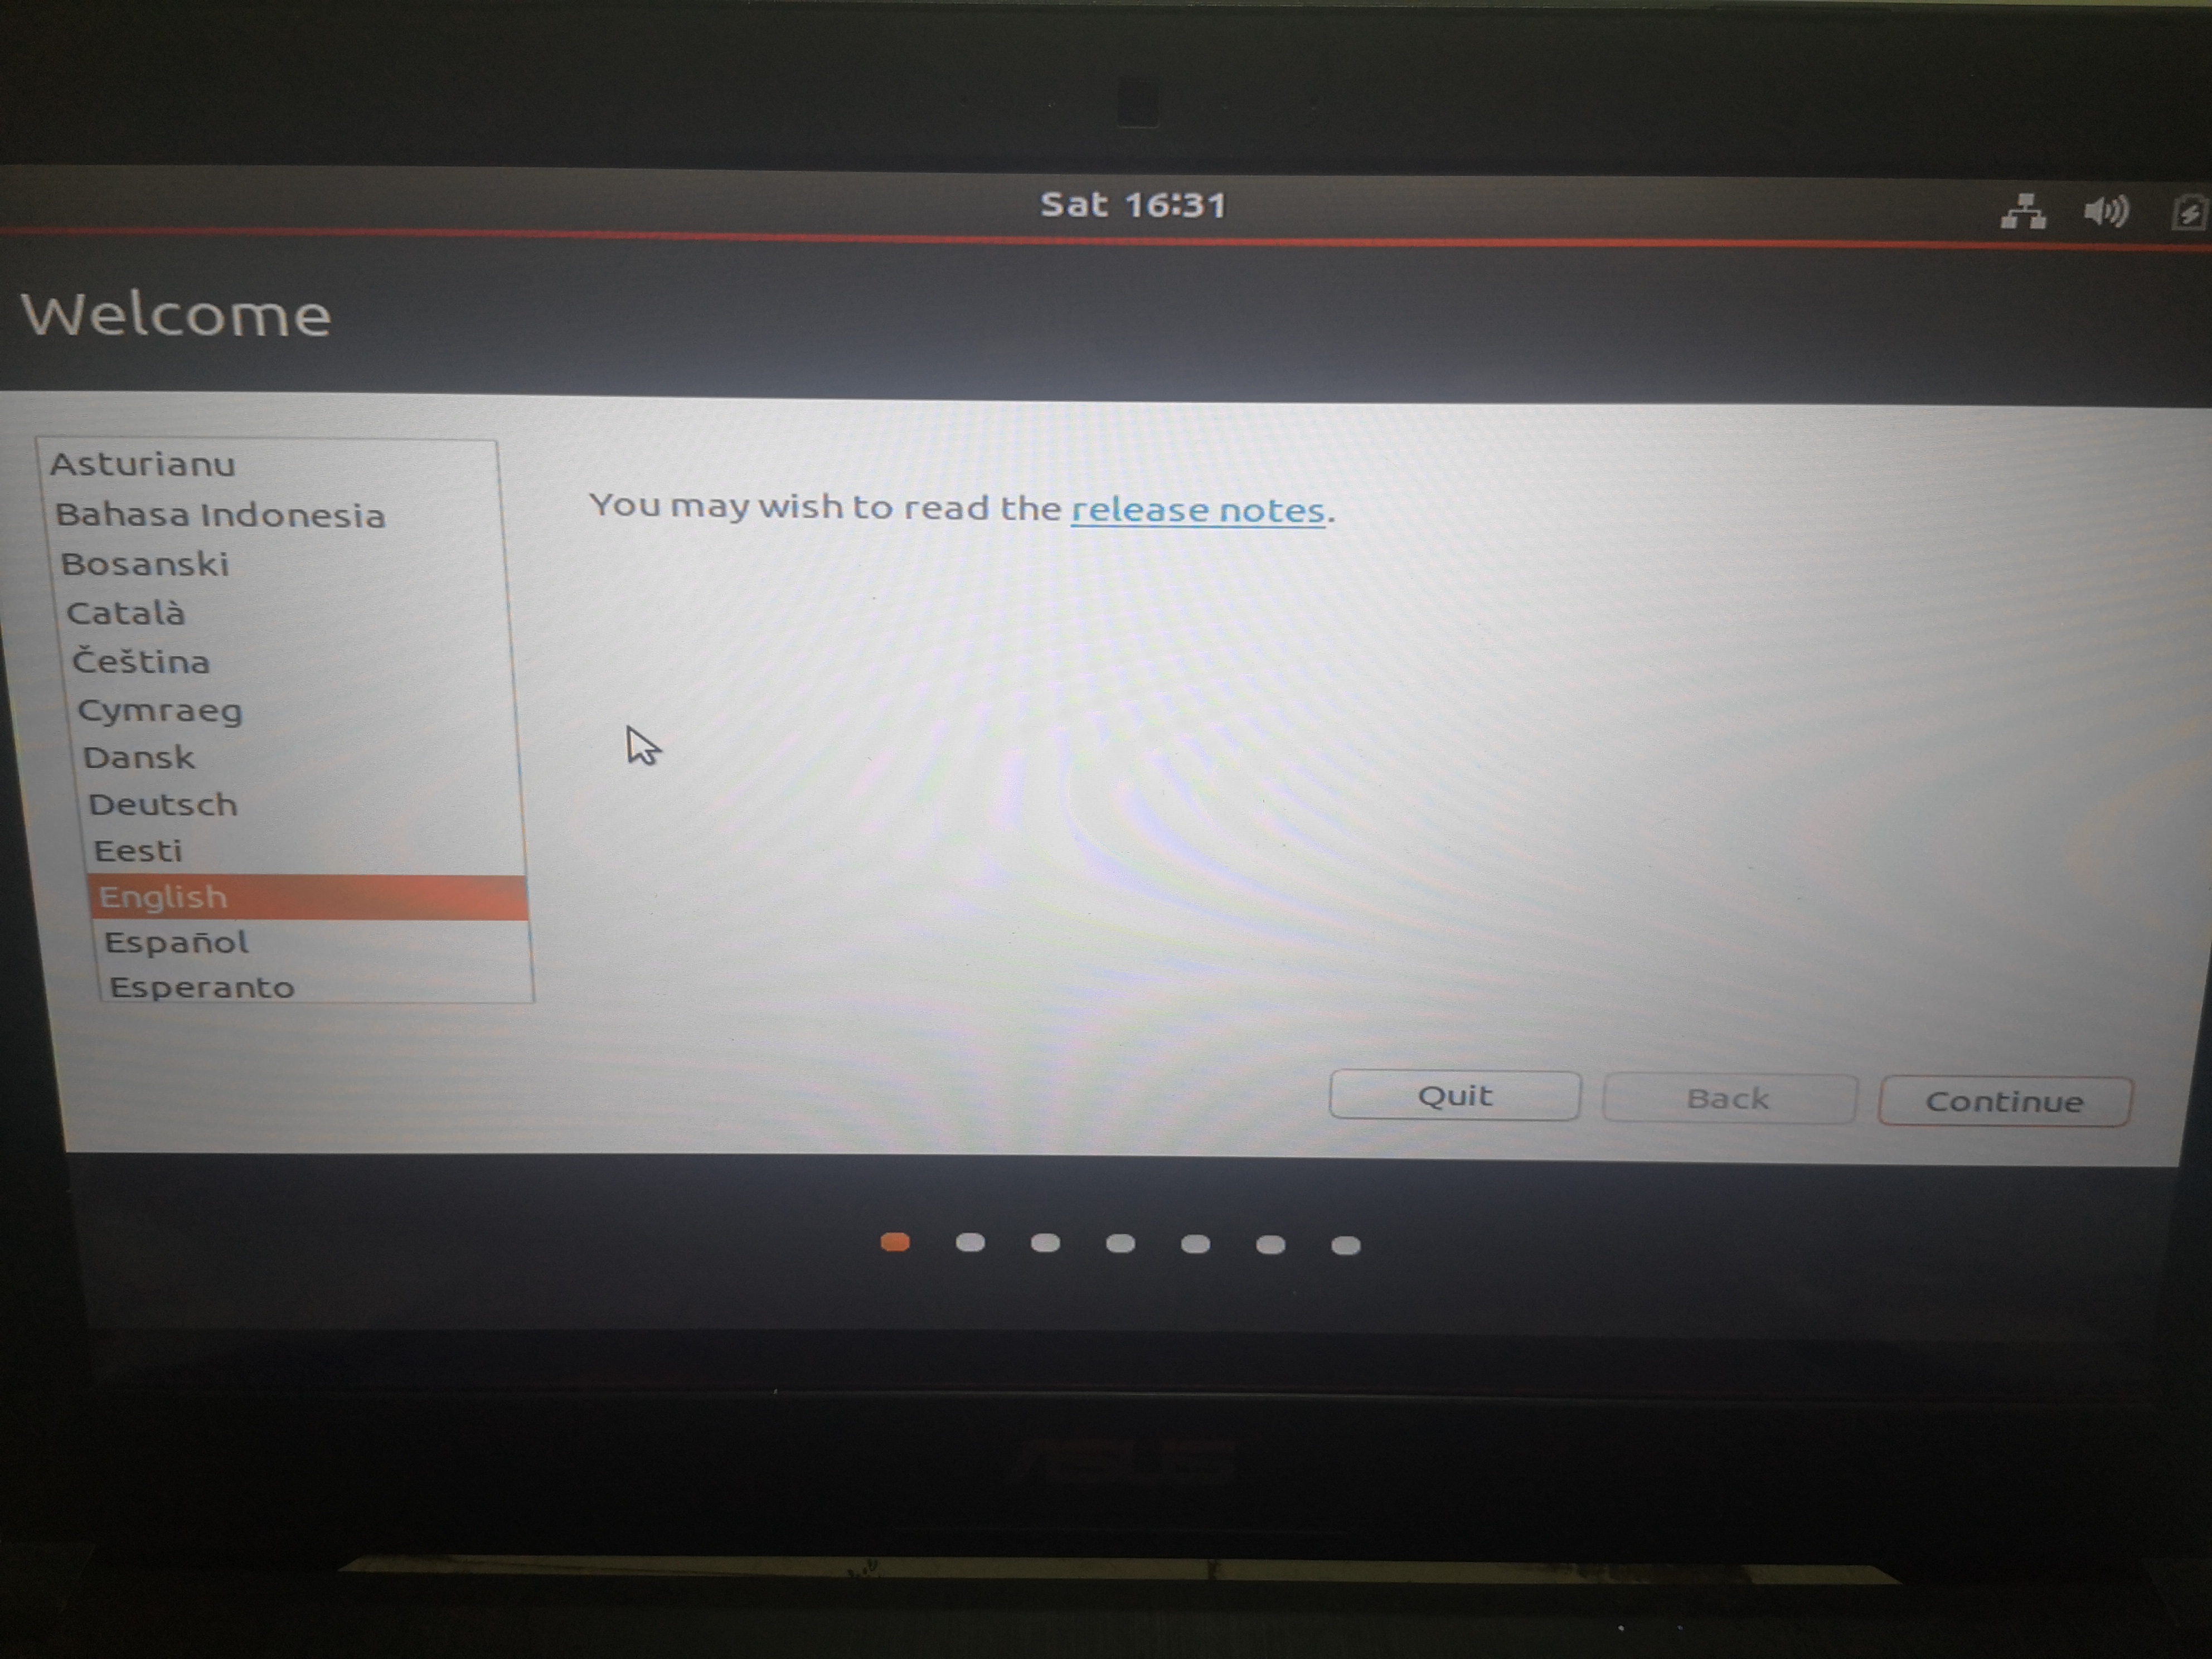 Sat 16:31
Welcome
Asturianu
Bahasa Indonesia
Bosanski
Català
Čeština
Cymraeg
Dansk
Deutsch
Eesti
English
Español
Esperanto
You may wish to read the release notes.
Quit
Back
Continue
ASUS